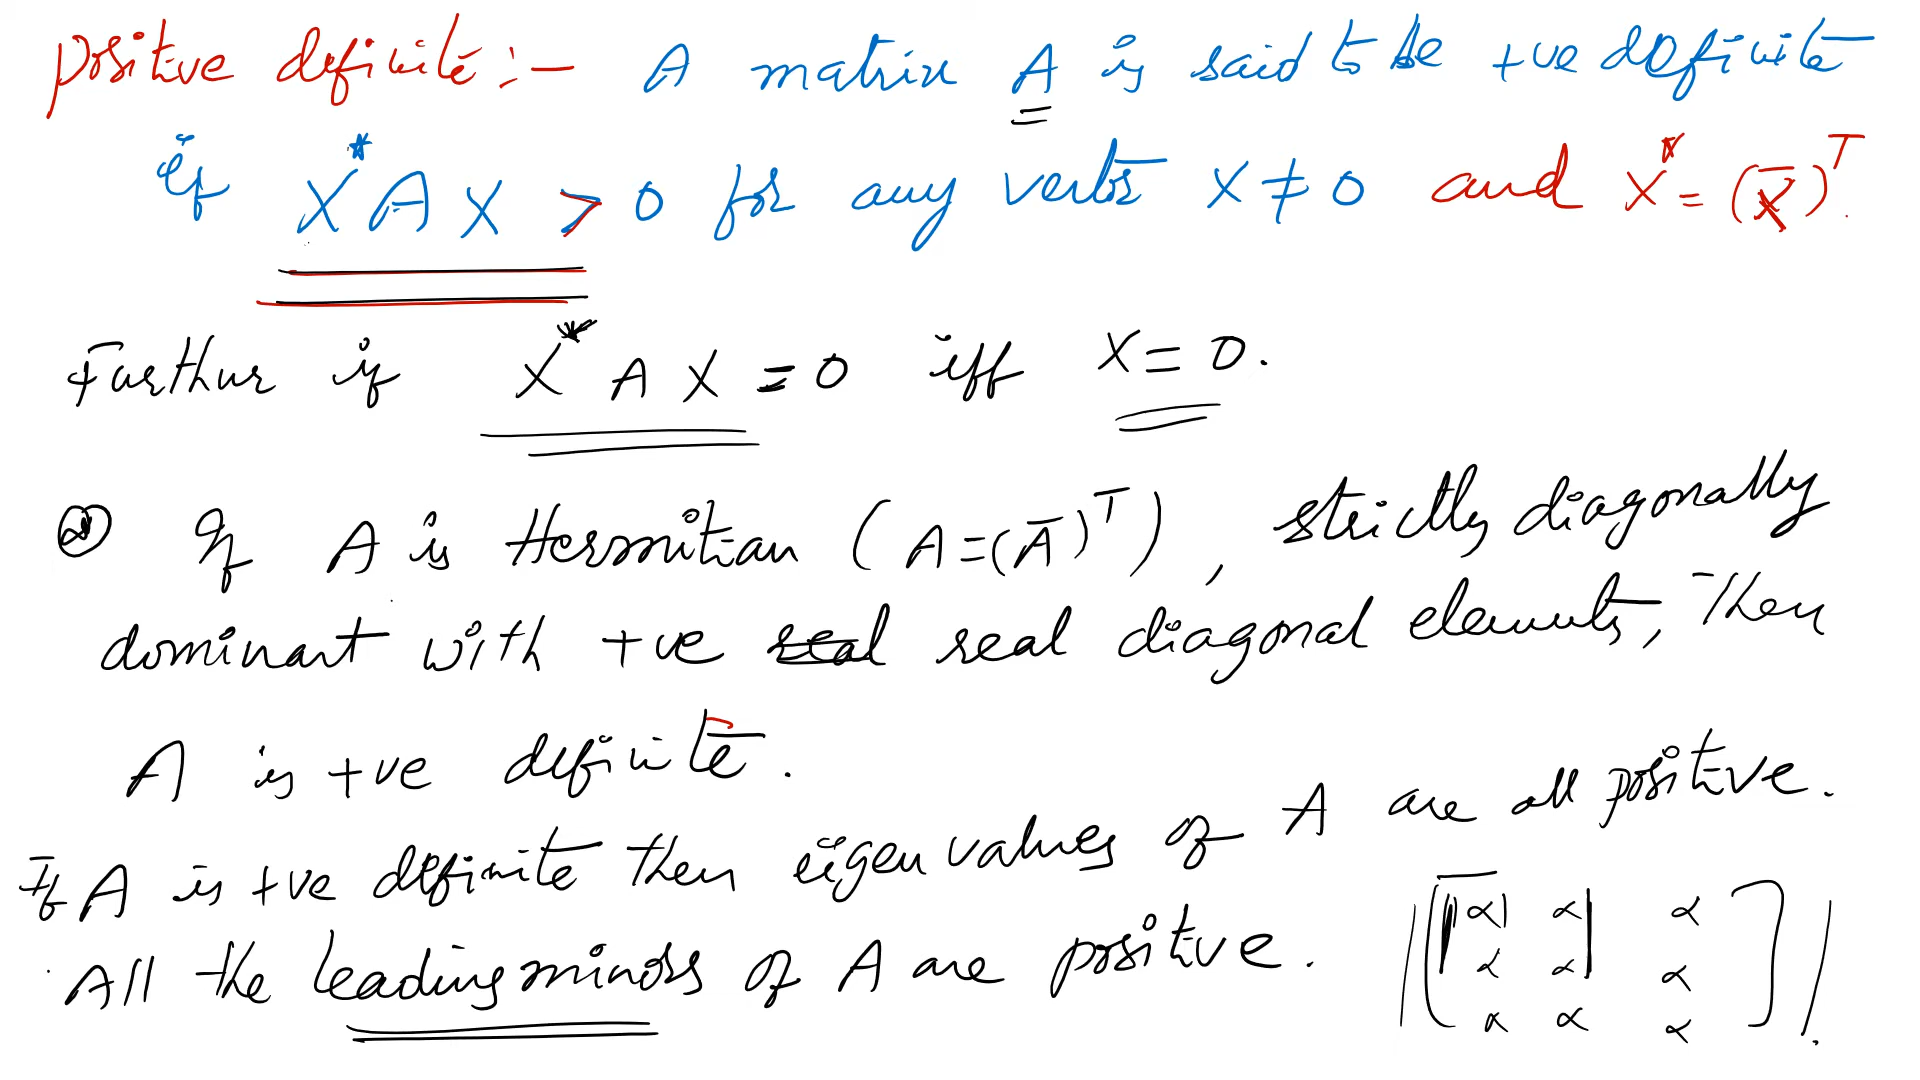 Positive definite :- A matrix A is said to be +ve definite
if X* A X > 0 for any vector X ≠ 0 and X* = (X̄)ᵀ.
Further if X* A X = 0 iff X = 0.
If A is Hermitian (A = (Ā)ᵀ), strictly diagonally
dominant with +ve real real diagonal elements, Then
A is +ve definite.
If A is +ve definite then eigen values of A are all positive.
All the leading minors of A are positive.
α α α
α α α
α α α